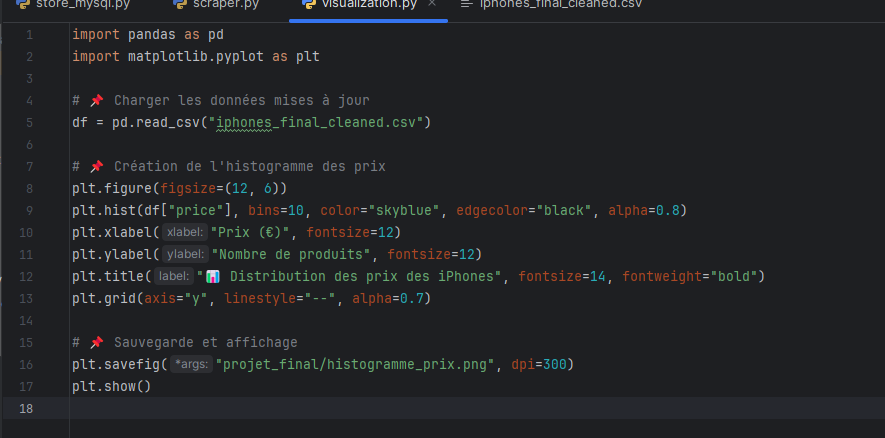 store_mysql.py scraper.py visualization.py × iphones_final_cleaned.csv
1 import pandas as pd
2 import matplotlib.pyplot as plt
3
4 # 📌 Charger les données mises à jour
5 df = pd.read_csv("iphones_final_cleaned.csv")
6
7 # 📌 Création de l'histogramme des prix
8 plt.figure(figsize=(12, 6))
9 plt.hist(df["price"], bins=10, color="skyblue", edgecolor="black", alpha=0.8)
10 plt.xlabel( xlabel: "Prix (€)", fontsize=12)
11 plt.ylabel( ylabel: "Nombre de produits", fontsize=12)
12 plt.title( label: "📊 Distribution des prix des iPhones", fontsize=14, fontweight="bold")
13 plt.grid(axis="y", linestyle="--", alpha=0.7)
14
15 # 📌 Sauvegarde et affichage
16 plt.savefig( *args: "projet_final/histogramme_prix.png", dpi=300)
17 plt.show()
18